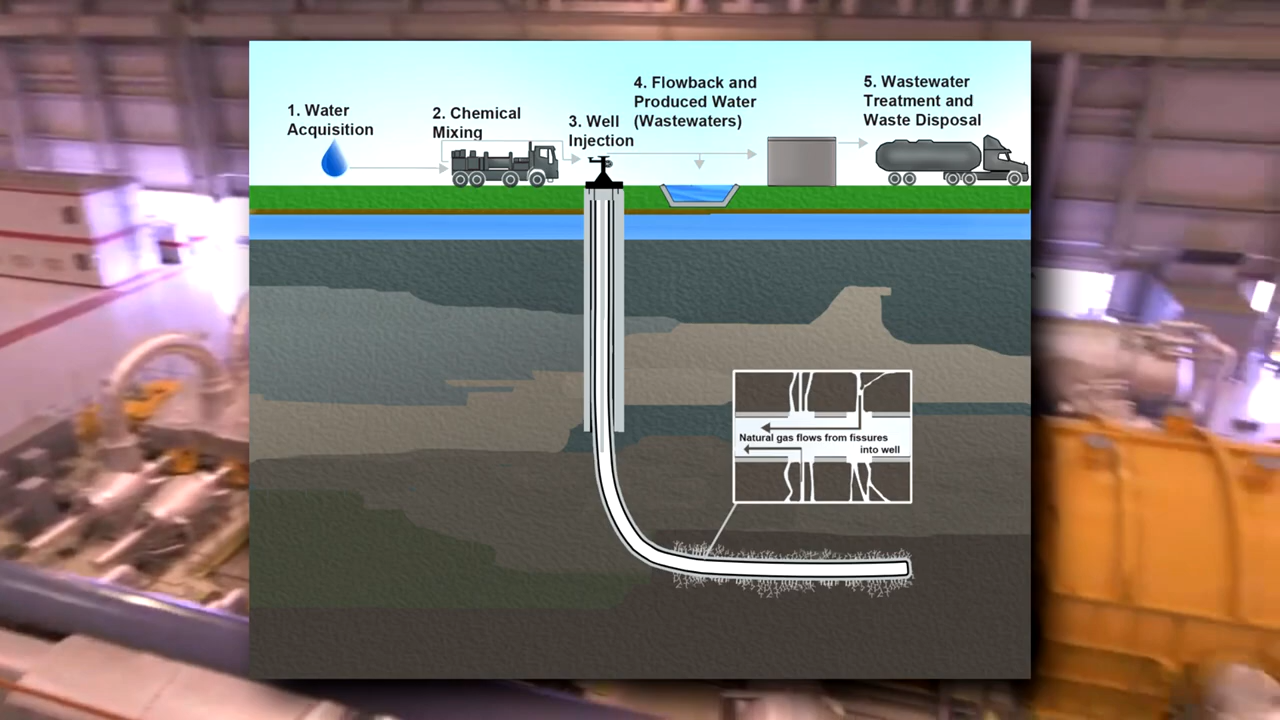 1. Water
Acquisition
2. Chemical
Mixing
3. Well
Injection
4. Flowback and
Produced Water
(Wastewaters)
5. Wastewater
Treatment and
Waste Disposal
Natural gas flows from fissures
into well